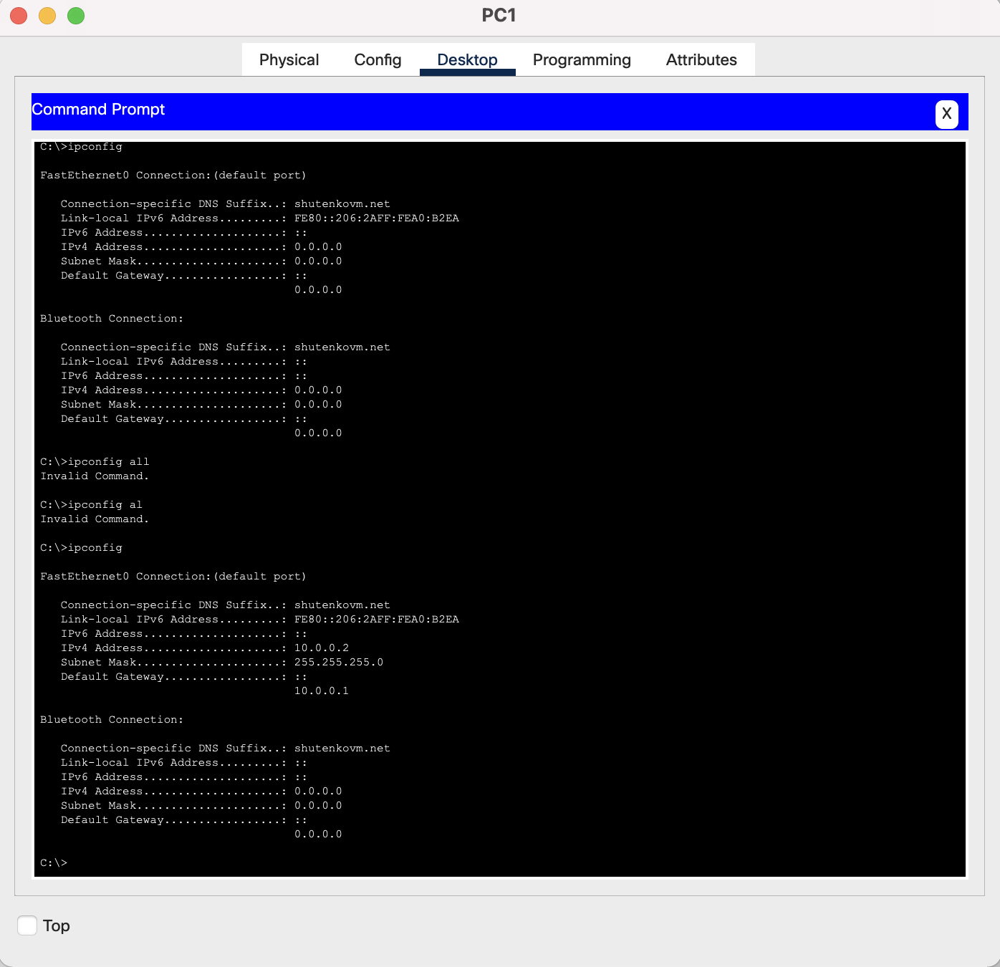 PC1
Physical Config Desktop Programming Attributes
Command Prompt
X
C:\>ipconfig
FastEthernet0 Connection:(default port)
Connection-specific DNS Suffix..: shutenkovm.net
Link-local IPv6 Address.........: FE80::206:2AFF:FEA0:B2EA
IPv6 Address....................: ::
IPv4 Address....................: 0.0.0.0
Subnet Mask.....................: 0.0.0.0
Default Gateway.................: ::
0.0.0.0
Bluetooth Connection:
Connection-specific DNS Suffix..: shutenkovm.net
Link-local IPv6 Address.........: ::
IPv6 Address....................: ::
IPv4 Address....................: 0.0.0.0
Subnet Mask.....................: 0.0.0.0
Default Gateway.................: ::
0.0.0.0
C:\>ipconfig all
Invalid Command.
C:\>ipconfig al
Invalid Command.
C:\>ipconfig
FastEthernet0 Connection:(default port)
Connection-specific DNS Suffix..: shutenkovm.net
Link-local IPv6 Address.........: FE80::206:2AFF:FEA0:B2EA
IPv6 Address....................: ::
IPv4 Address....................: 10.0.0.2
Subnet Mask.....................: 255.255.255.0
Default Gateway.................: ::
10.0.0.1
Bluetooth Connection:
Connection-specific DNS Suffix..: shutenkovm.net
Link-local IPv6 Address.........: ::
IPv6 Address....................: ::
IPv4 Address....................: 0.0.0.0
Subnet Mask.....................: 0.0.0.0
Default Gateway.................: ::
0.0.0.0
C:\>
Top